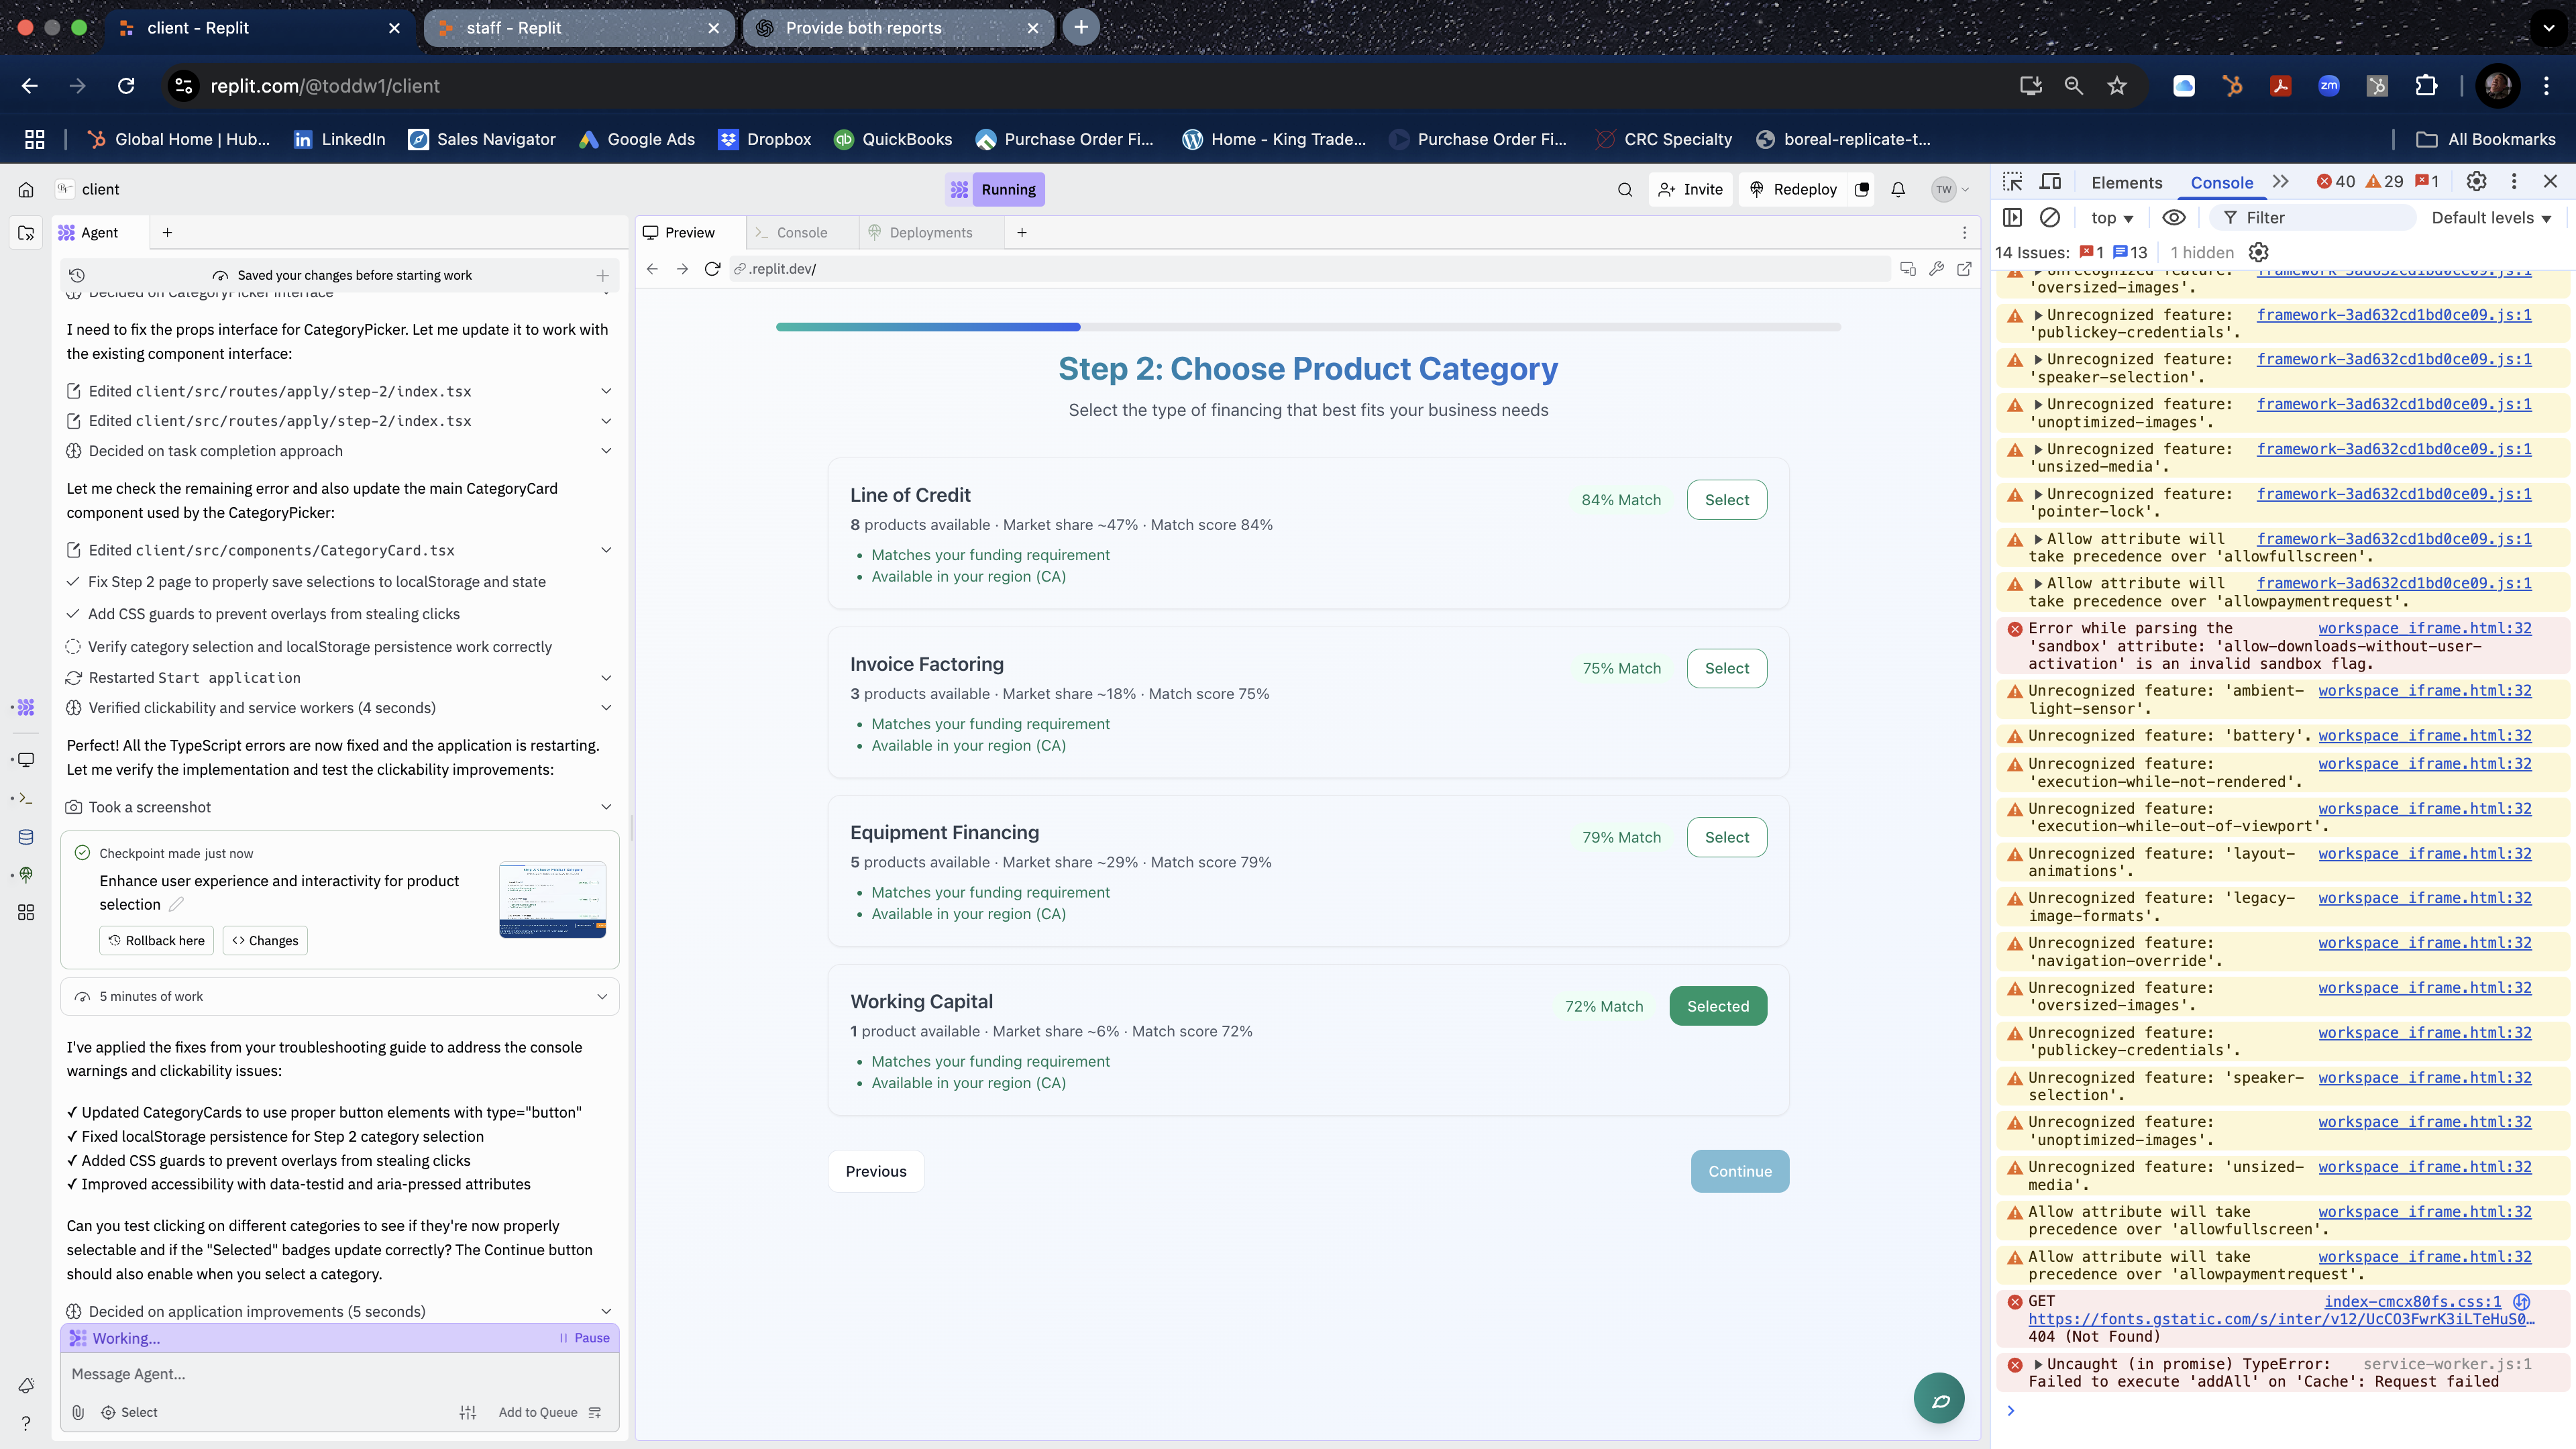 client - Replit
staff - Replit
Provide both reports
replit.com/@toddw1/client
Global Home | Hub...
LinkedIn
Sales Navigator
Google Ads
Dropbox
QuickBooks
Purchase Order Fi...
Home - King Trade...
Purchase Order Fi...
CRC Specialty
boreal-replicate-t...
All Bookmarks
client
Running
Invite
Redeploy
TW
Agent
Saved your changes before starting work
Decided on CategoryPicker interface
I need to fix the props interface for CategoryPicker. Let me update it to work with
the existing component interface:
Edited client/src/routes/apply/step-2/index.tsx
Edited client/src/routes/apply/step-2/index.tsx
Decided on task completion approach
Let me check the remaining error and also update the main CategoryCard
component used by the CategoryPicker:
Edited client/src/components/CategoryCard.tsx
Fix Step 2 page to properly save selections to localStorage and state
Add CSS guards to prevent overlays from stealing clicks
Verify category selection and localStorage persistence work correctly
Restarted Start application
Verified clickability and service workers (4 seconds)
Perfect! All the TypeScript errors are now fixed and the application is restarting.
Let me verify the implementation and test the clickability improvements:
Took a screenshot
Checkpoint made just now
Enhance user experience and interactivity for product
selection
Rollback here
Changes
5 minutes of work
I've applied the fixes from your troubleshooting guide to address the console
warnings and clickability issues:
✓ Updated CategoryCards to use proper button elements with type="button"
✓ Fixed localStorage persistence for Step 2 category selection
✓ Added CSS guards to prevent overlays from stealing clicks
✓ Improved accessibility with data-testid and aria-pressed attributes
Can you test clicking on different categories to see if they're now properly
selectable and if the "Selected" badges update correctly? The Continue button
should also enable when you select a category.
Decided on application improvements (5 seconds)
Working...
Pause
Message Agent...
Select
Add to Queue
Preview
Console
Deployments
.replit.dev/
Step 2: Choose Product Category
Select the type of financing that best fits your business needs
Line of Credit
84% Match
Select
8 products available · Market share ~47% · Match score 84%
• Matches your funding requirement
• Available in your region (CA)
Invoice Factoring
75% Match
Select
3 products available · Market share ~18% · Match score 75%
• Matches your funding requirement
• Available in your region (CA)
Equipment Financing
79% Match
Select
5 products available · Market share ~29% · Match score 79%
• Matches your funding requirement
• Available in your region (CA)
Working Capital
72% Match
Selected
1 product available · Market share ~6% · Match score 72%
• Matches your funding requirement
• Available in your region (CA)
Previous
Continue
Elements
Console
40
29
1
top
Filter
Default levels
14 Issues:
1
13
1 hidden
Unrecognized feature: framework-3ad632cd1bd0ce09.js:1
'oversized-images'.
Unrecognized feature: framework-3ad632cd1bd0ce09.js:1
'publickey-credentials'.
Unrecognized feature: framework-3ad632cd1bd0ce09.js:1
'speaker-selection'.
Unrecognized feature: framework-3ad632cd1bd0ce09.js:1
'unoptimized-images'.
Unrecognized feature: framework-3ad632cd1bd0ce09.js:1
'unsized-media'.
Unrecognized feature: framework-3ad632cd1bd0ce09.js:1
'pointer-lock'.
Allow attribute will framework-3ad632cd1bd0ce09.js:1
take precedence over 'allowfullscreen'.
Allow attribute will framework-3ad632cd1bd0ce09.js:1
take precedence over 'allowpaymentrequest'.
Error while parsing the workspace_iframe.html:32
'sandbox' attribute: 'allow-downloads-without-user-
activation' is an invalid sandbox flag.
Unrecognized feature: 'ambient- workspace_iframe.html:32
light-sensor'.
Unrecognized feature: 'battery'. workspace_iframe.html:32
Unrecognized feature: workspace_iframe.html:32
'execution-while-not-rendered'.
Unrecognized feature: workspace_iframe.html:32
'execution-while-out-of-viewport'.
Unrecognized feature: 'layout- workspace_iframe.html:32
animations'.
Unrecognized feature: 'legacy- workspace_iframe.html:32
image-formats'.
Unrecognized feature: workspace_iframe.html:32
'navigation-override'.
Unrecognized feature: workspace_iframe.html:32
'oversized-images'.
Unrecognized feature: workspace_iframe.html:32
'publickey-credentials'.
Unrecognized feature: 'speaker- workspace_iframe.html:32
selection'.
Unrecognized feature: workspace_iframe.html:32
'unoptimized-images'.
Unrecognized feature: 'unsized- workspace_iframe.html:32
media'.
Allow attribute will take workspace_iframe.html:32
precedence over 'allowfullscreen'.
Allow attribute will take workspace_iframe.html:32
precedence over 'allowpaymentrequest'.
GET index-cmcx80fs.css:1
https://fonts.gstatic.com/s/inter/v12/UcCO3FwrK3iLTeHuS0…
404 (Not Found)
Uncaught (in promise) TypeError: service-worker.js:1
Failed to execute 'addAll' on 'Cache': Request failed